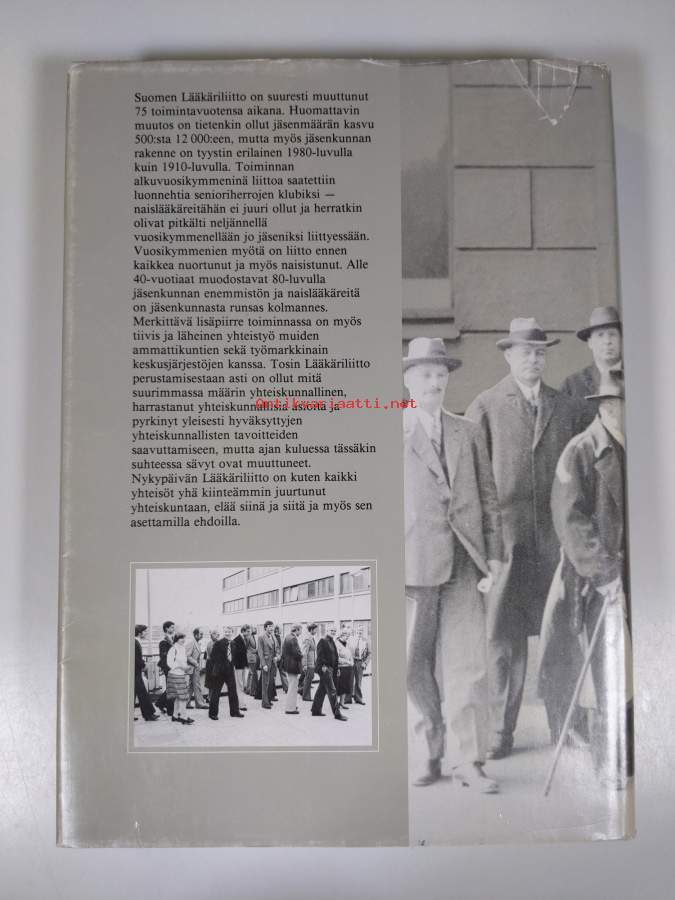 Suomen Lääkäriliitto on suuresti muuttunut
75 toimintavuotensa aikana. Huomattavin
muutos on tietenkin ollut jäsenmäärän kasvu
500:sta 12 000:een, mutta myös jäsenkunnan
rakenne on tyystin erilainen 1980-luvulla
kuin 1910-luvulla. Toiminnan
alkuvuosikymmeninä liittoa saatettiin
luonnehtia senioriherrojen klubiksi —
naislääkäreitähän ei juuri ollut ja herratkin
olivat pitkälti neljännellä
vuosikymmenellään jo jäseniksi liittyessään.
Vuosikymmenien myötä on liitto ennen
kaikkea nuortunut ja myös naisistunut. Alle
40-vuotiaat muodostavat 80-luvulla
jäsenkunnan enemmistön ja naislääkäreitä
on jäsenkunnasta runsas kolmannes.
Merkittävä lisäpiirre toiminnassa on myös
tiivis ja läheinen yhteistyö muiden
ammattikuntien sekä työmarkkinain
keskusjärjestöjen kanssa. Tosin Lääkäriliitto
perustamisestaan asti on ollut mitä
suurimmassa määrin yhteiskunnallinen,
harrastanut yhteiskunnallisia asioita ja
pyrkinyt yleisesti hyväksyttyjen
yhteiskunnallisten tavoitteiden
saavuttamiseen, mutta ajan kuluessa tässäkin
suhteessa sävyt ovat muuttuneet.
Nykypäivän Lääkäriliitto on kuten kaikki
yhteisöt yhä kiinteämmin juurtunut
yhteiskuntaan, elää siinä ja siitä ja myös sen
asettamilla ehdoilla.
Antikvariaatti.net